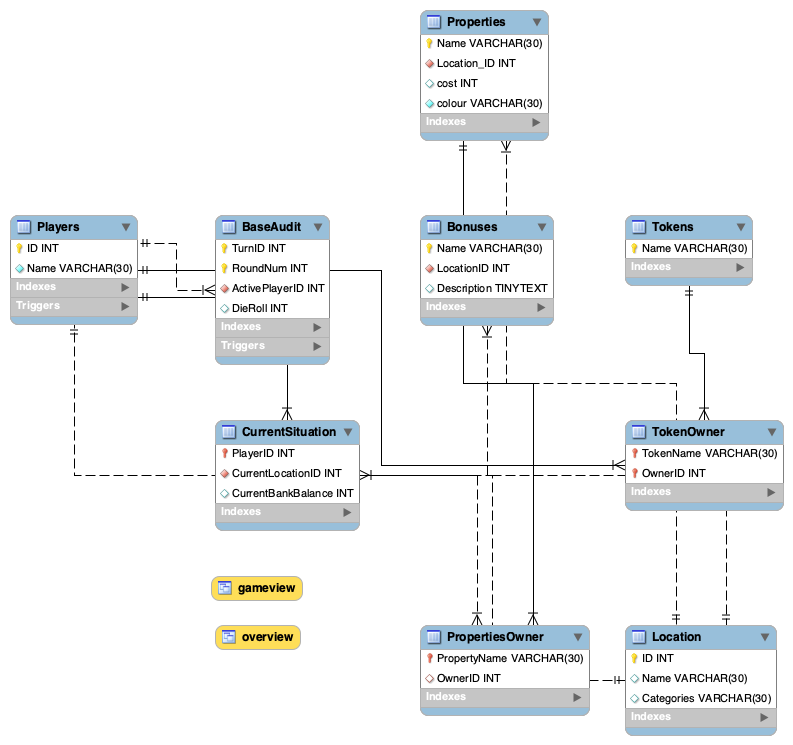 Properties
Name VARCHAR(30)
Location_ID INT
cost INT
colour VARCHAR(30)
Indexes
Players
ID INT
Name VARCHAR(30)
Indexes
Triggers
BaseAudit
TurnID INT
RoundNum INT
ActivePlayerID INT
DieRoll INT
Indexes
Triggers
Bonuses
Name VARCHAR(30)
LocationID INT
Description TINYTEXT
Indexes
Tokens
Name VARCHAR(30)
Indexes
CurrentSituation
PlayerID INT
CurrentLocationID INT
CurrentBankBalance INT
Indexes
TokenOwner
TokenName VARCHAR(30)
OwnerID INT
Indexes
gameview
overview
PropertiesOwner
PropertyName VARCHAR(30)
OwnerID INT
Indexes
Location
ID INT
Name VARCHAR(30)
Categories VARCHAR(30)
Indexes